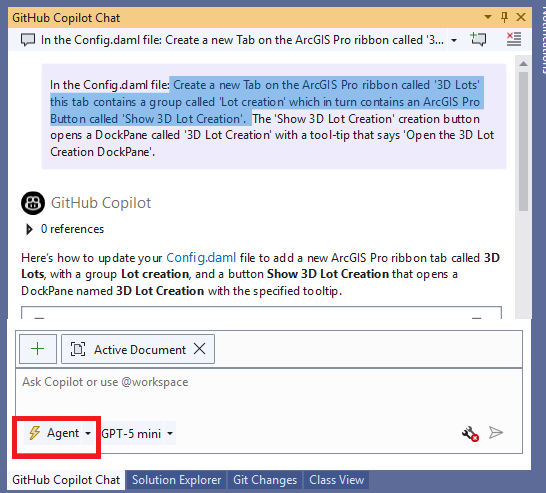 GitHub Copilot Chat
In the Config.daml file: Create a new Tab on the ArcGIS Pro ribbon called '3...
In the Config.daml file: Create a new Tab on the ArcGIS Pro ribbon called '3D Lots'
this tab contains a group called 'Lot creation' which in turn contains an ArcGIS Pro
Button called 'Show 3D Lot Creation'. The 'Show 3D Lot Creation' creation button
opens a DockPane called '3D Lot Creation' with a tool-tip that says 'Open the 3D Lot
Creation DockPane'.
GitHub Copilot
0 references
Here's how to update your Config.daml file to add a new ArcGIS Pro ribbon tab called 3D
Lots, with a group Lot creation, and a button Show 3D Lot Creation that opens a
DockPane named 3D Lot Creation with the specified tooltip.
Active Document
Ask Copilot or use @workspace
Agent
GPT-5 mini
GitHub Copilot Chat Solution Explorer Git Changes Class View
Notifications